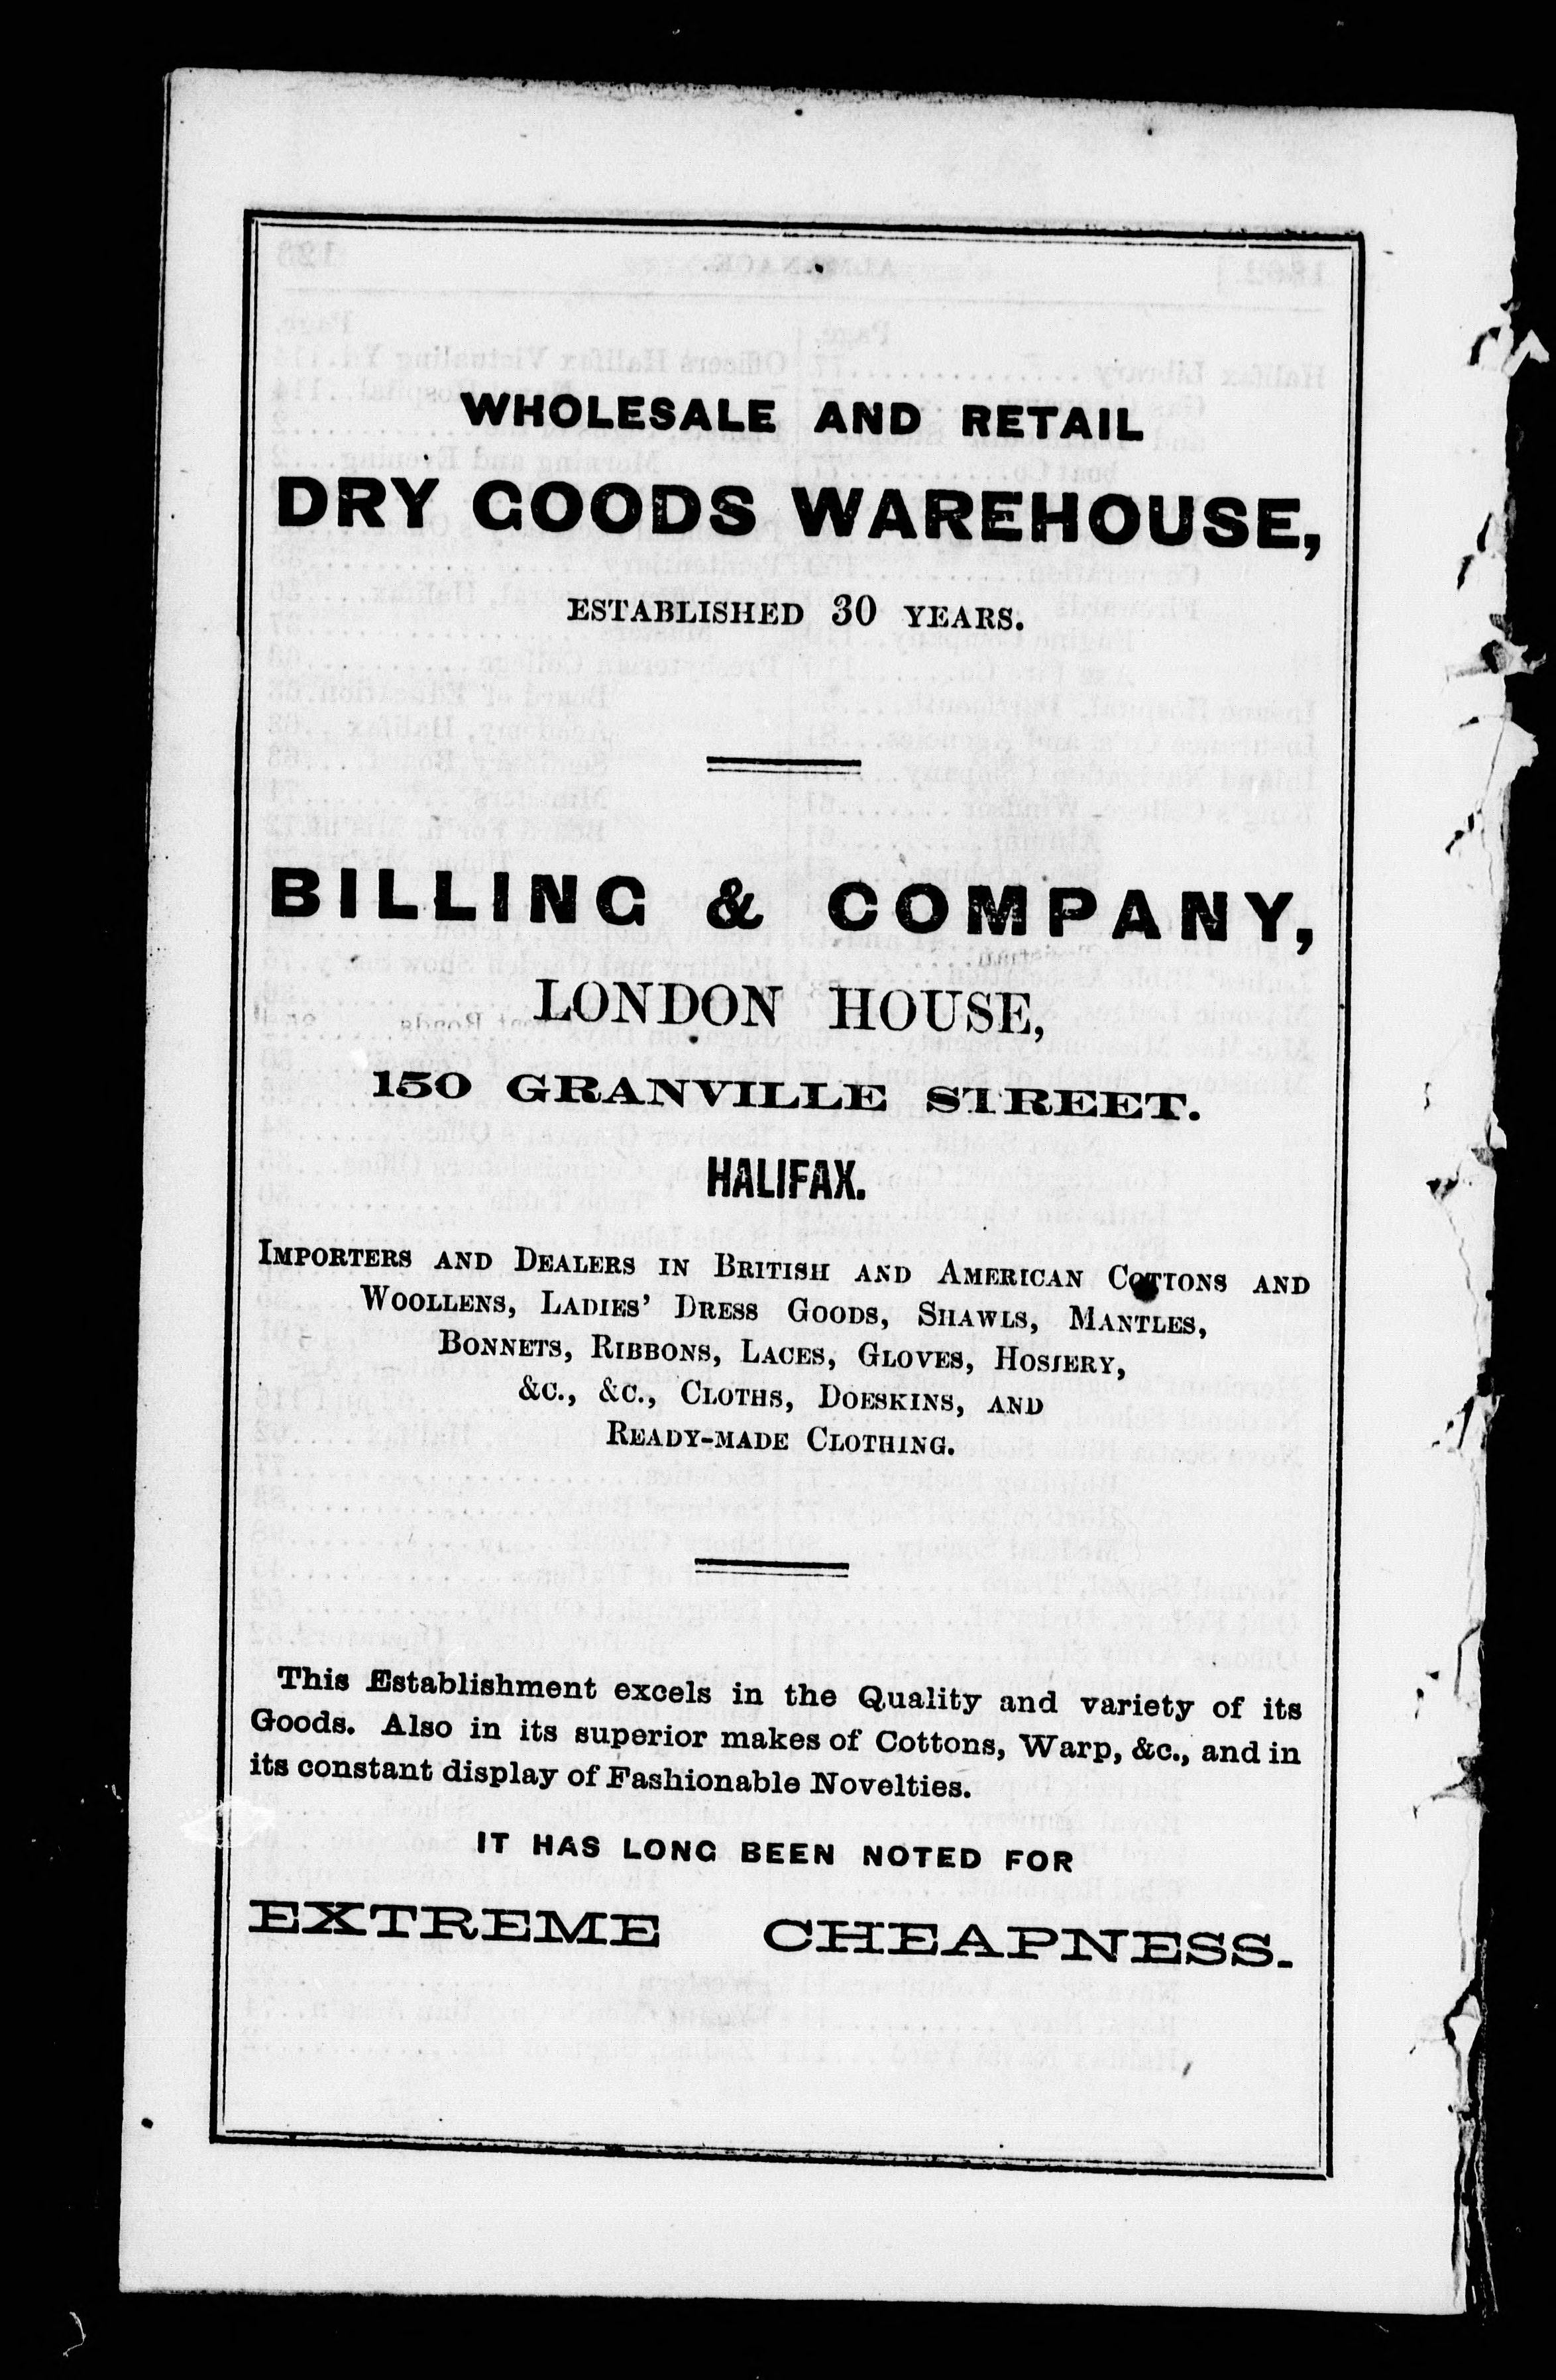 WHOLESALE AND RETAIL
DRY GOODS WAREHOUSE,
ESTABLISHED 30 YEARS.
BILLING & COMPANY,
LONDON HOUSE,
150 GRANVILLE STREET.
HALIFAX.
IMPORTERS AND DEALERS IN BRITISH AND AMERICAN COTTONS AND
WOOLLENS, LADIES' DRESS GOODS, SHAWLS, MANTLES,
BONNETS, RIBBONS, LACES, GLOVES, HOSIERY,
&C., &C., CLOTHS, DOESKINS, AND
READY-MADE CLOTHING.
This Establishment excels in the Quality and variety of its
Goods. Also in its superior makes of Cottons, Warp, &c., and in
its constant display of Fashionable Novelties.
IT HAS LONG BEEN NOTED FOR
EXTREME CHEAPNESS.